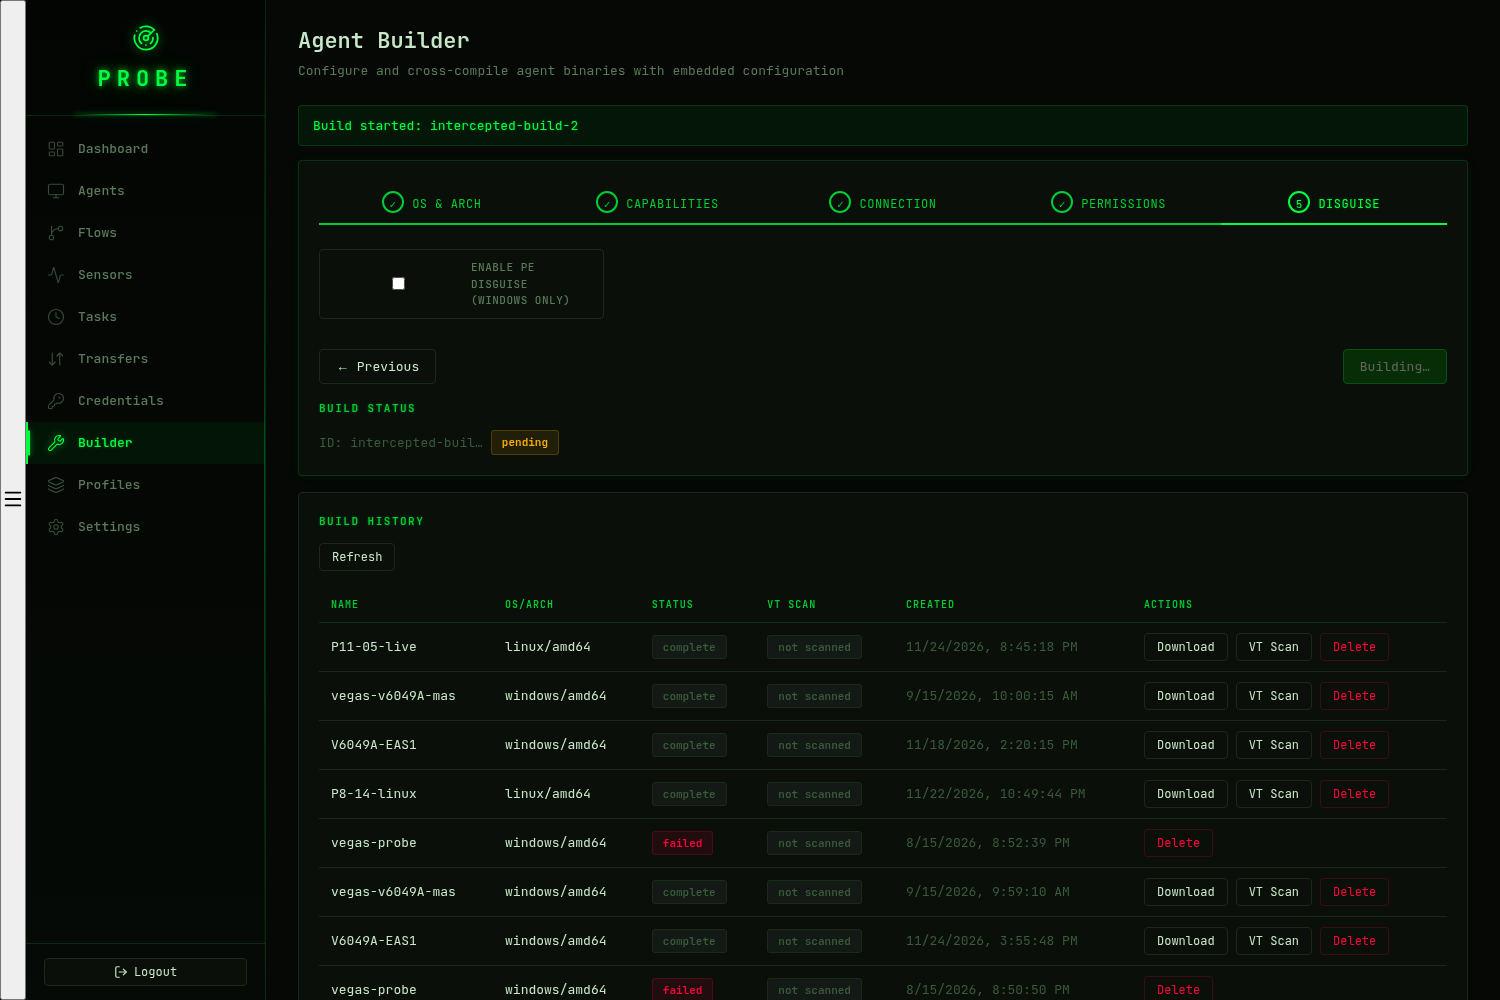 PROBE
Dashboard
Agents
Flows
Sensors
Tasks
Transfers
Credentials
Builder
Profiles
Settings
Logout
Agent Builder
Configure and cross-compile agent binaries with embedded configuration
Build started: intercepted-build-2
✓ OS & ARCH ✓ CAPABILITIES ✓ CONNECTION ✓ PERMISSIONS 5 DISGUISE
ENABLE PE
DISGUISE
(WINDOWS ONLY)
← Previous Building…
BUILD STATUS
ID: intercepted-buil… pending
BUILD HISTORY
Refresh
NAME OS/ARCH STATUS VT SCAN CREATED ACTIONS
P11-05-live linux/amd64 complete not scanned 11/24/2026, 8:45:18 PM Download VT Scan Delete
vegas-v6049A-mas windows/amd64 complete not scanned 9/15/2026, 10:00:15 AM Download VT Scan Delete
V6049A-EAS1 windows/amd64 complete not scanned 11/18/2026, 2:20:15 PM Download VT Scan Delete
P8-14-linux linux/amd64 complete not scanned 11/22/2026, 10:49:44 PM Download VT Scan Delete
vegas-probe windows/amd64 failed not scanned 8/15/2026, 8:52:39 PM Delete
vegas-v6049A-mas windows/amd64 complete not scanned 9/15/2026, 9:59:10 AM Download VT Scan Delete
V6049A-EAS1 windows/amd64 complete not scanned 11/24/2026, 3:55:48 PM Download VT Scan Delete
vegas-probe windows/amd64 failed not scanned 8/15/2026, 8:50:50 PM Delete